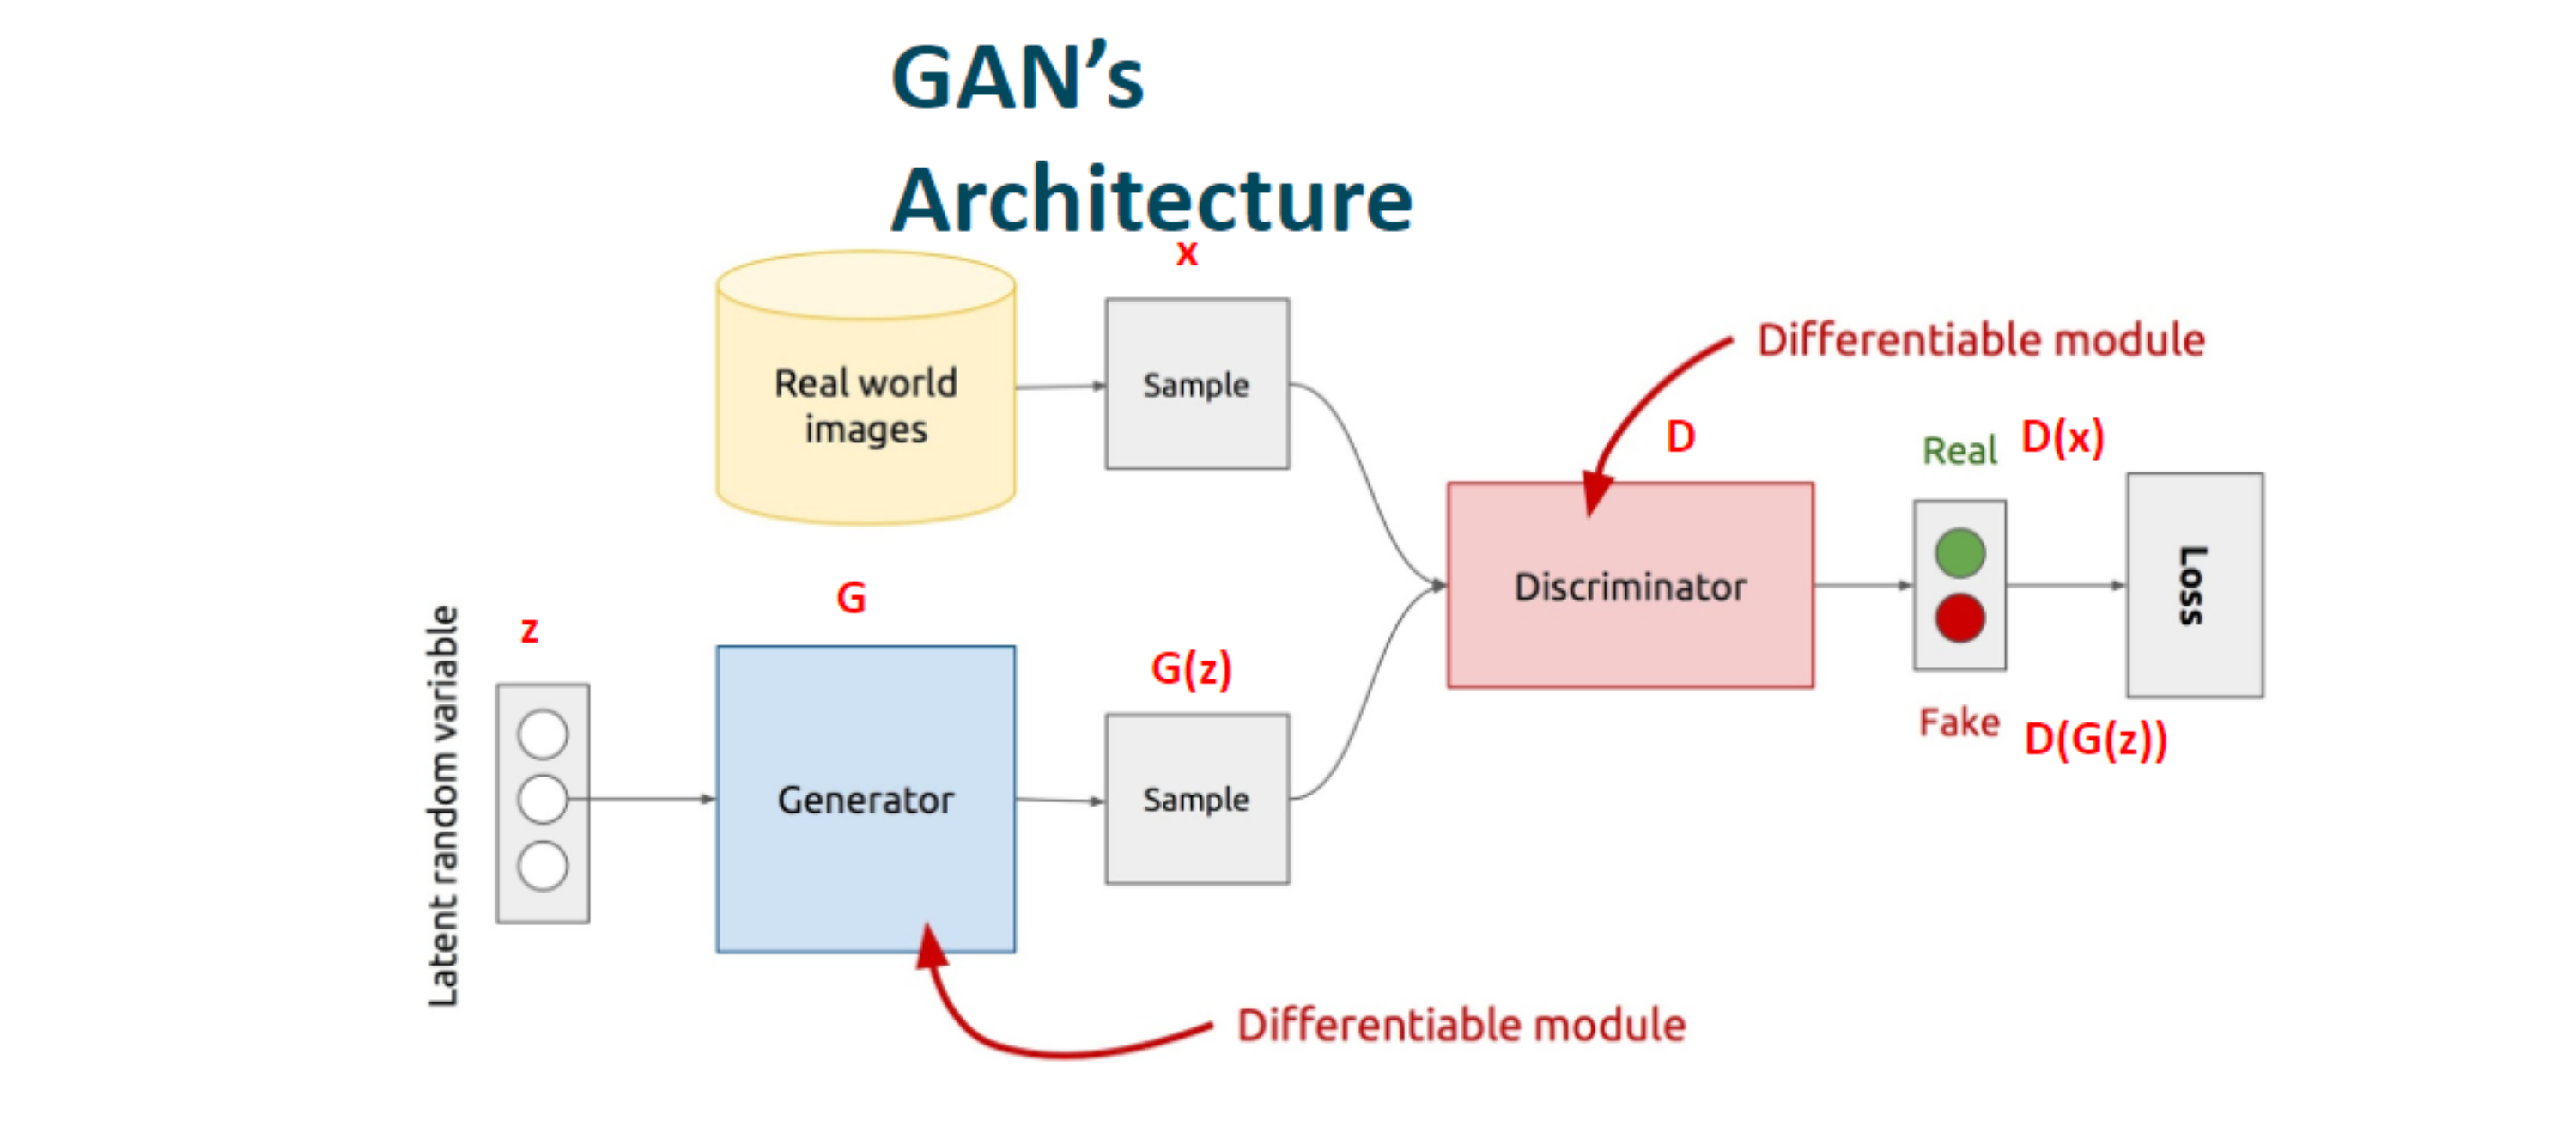 GAN’s
Architecture
x
Real world
images
Sample
Differentiable module
D
Real
D(x)
Discriminator
Loss
Fake
D(G(z))
Latent random variable
z
G
Generator
G(z)
Sample
Differentiable module